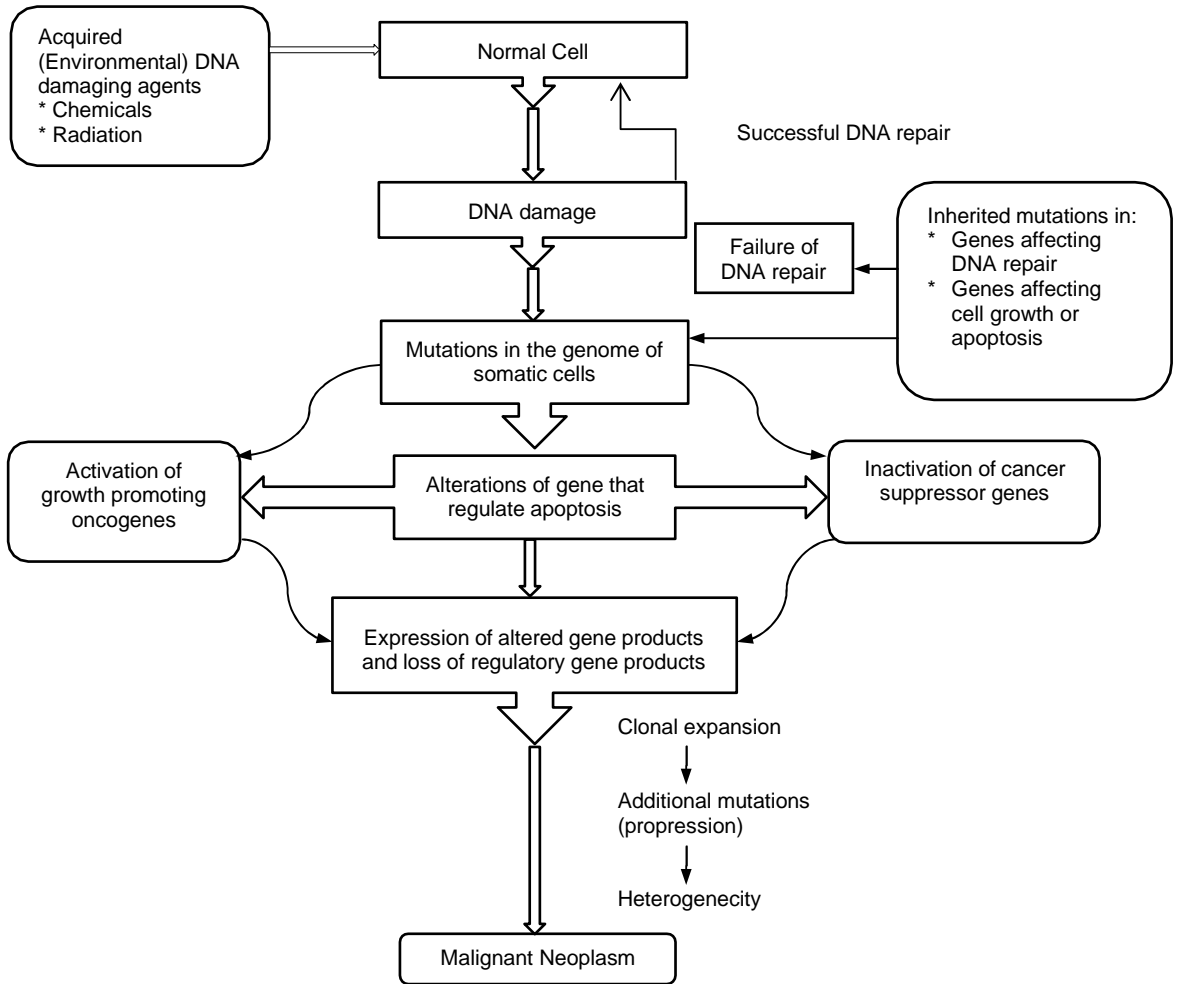 Acquired
(Environmental) DNA
damaging agents
* Chemicals
* Radiation
Normal Cell
Successful DNA repair
DNA damage
Failure of
DNA repair
Inherited mutations in:
* Genes affecting
DNA repair
* Genes affecting
cell growth or
apoptosis
Mutations in the genome of
somatic cells
Activation of
growth promoting
oncogenes
Alterations of gene that
regulate apoptosis
Inactivation of cancer
suppressor genes
Expression of altered gene products
and loss of regulatory gene products
Clonal expansion
Additional mutations
(propression)
Heterogenecity
Malignant Neoplasm